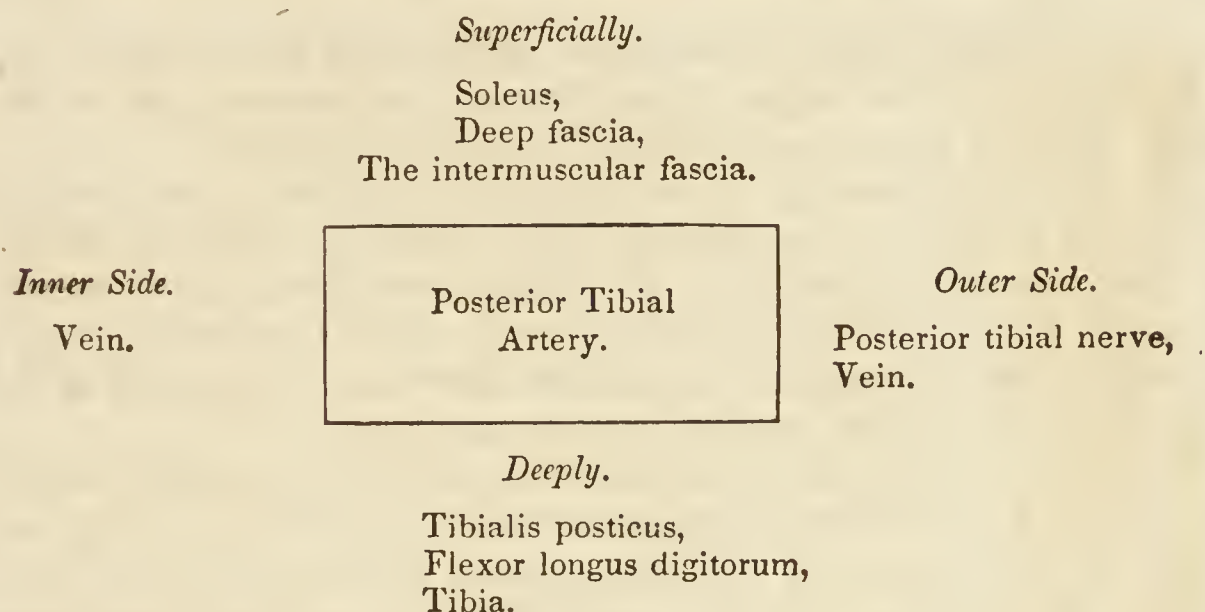 Superficially.
Soleus,
Deep fascia,
The intermuscular fascia.
Inner Side.
Vein.
Posterior Tibial
Artery.
Outer Side.
Posterior tibial nerve,
Vein.
Deeply.
Tibialis posticus,
Flexor longus digitorum,
Tibia.